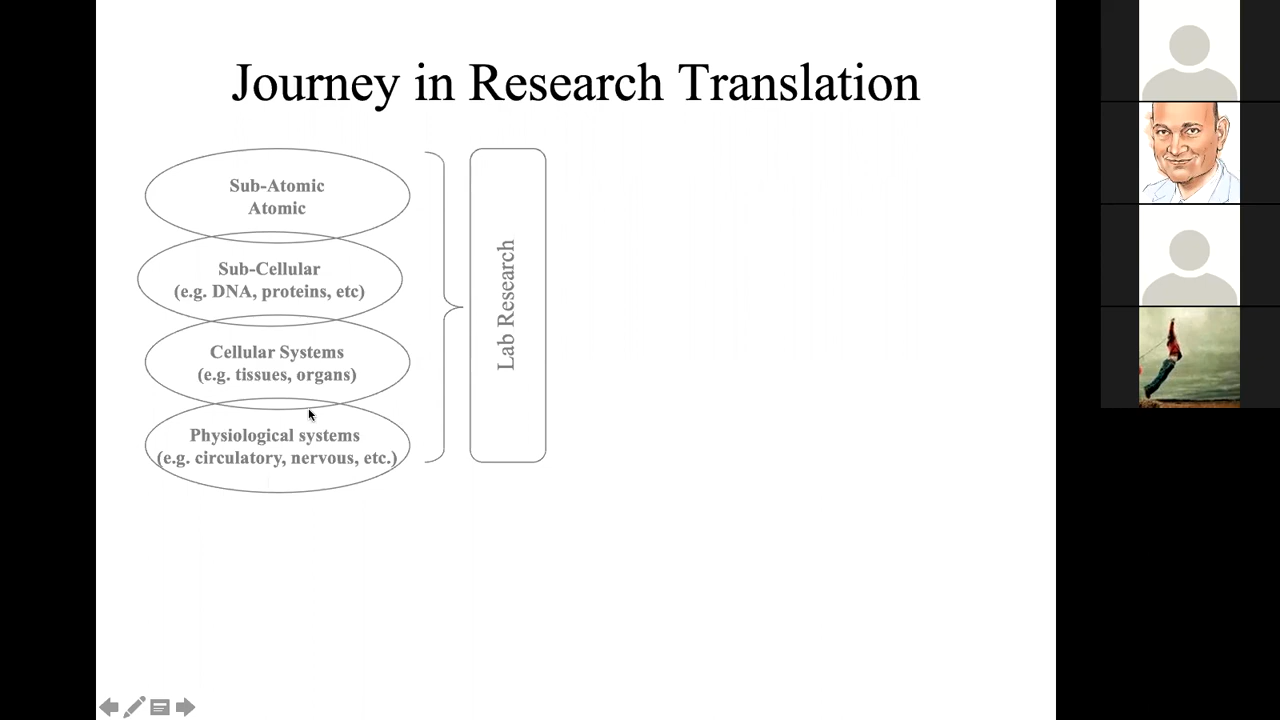 Journey in Research Translation
Sub-Atomic
Atomic
Sub-Cellular
(e.g. DNA, proteins, etc)
Cellular Systems
(e.g. tissues, organs)
Physiological systems
(e.g. circulatory, nervous, etc.)
Lab Research